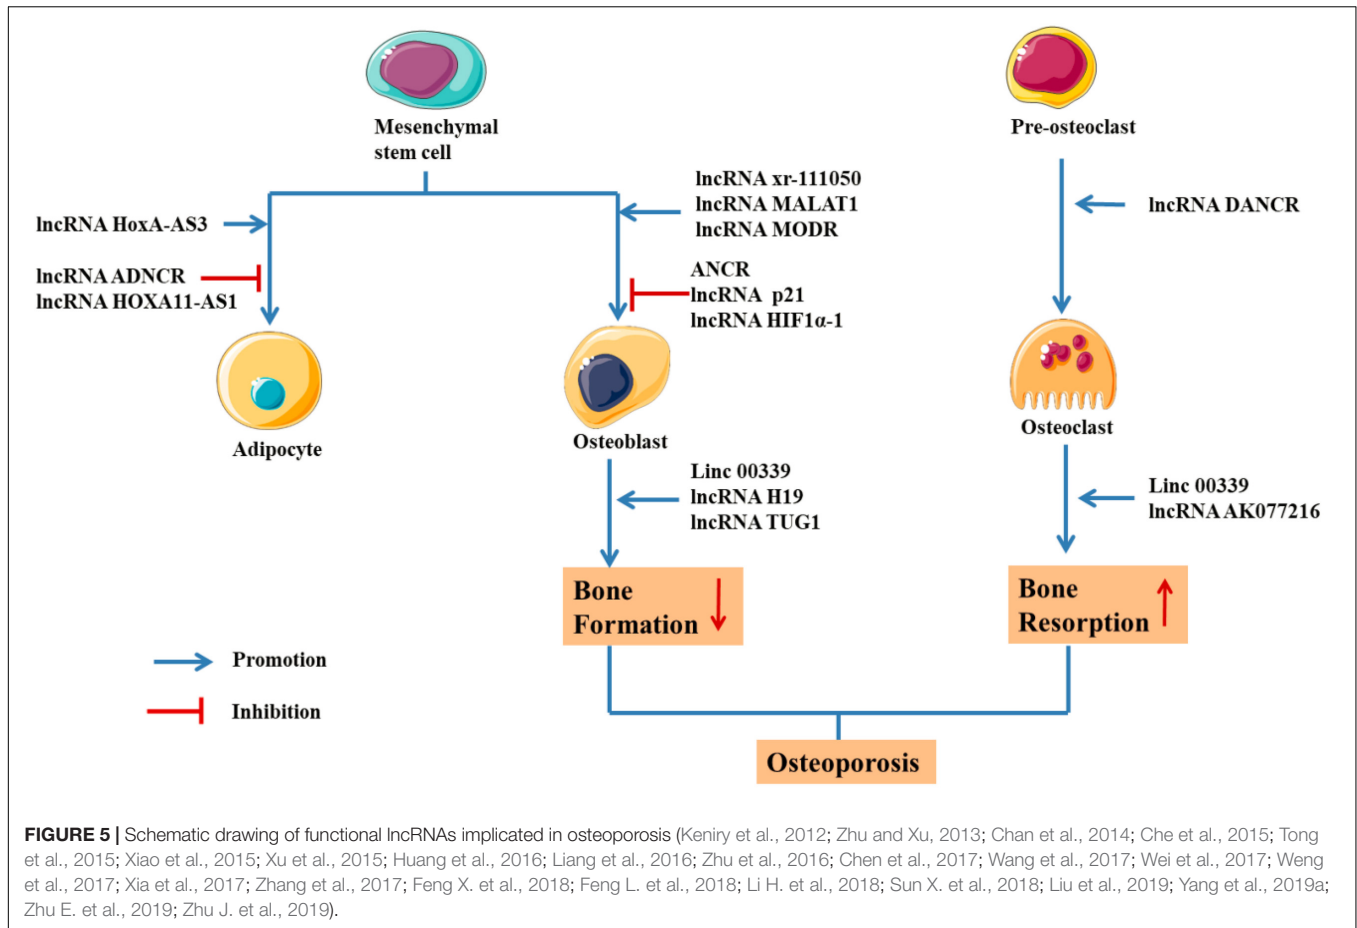 Mesenchymal
stem cell
Pre-osteoclast
lncRNA HoxA-AS3
lncRNA ADNCR
lncRNA HOXA11-AS1
lncRNA xr-111050
lncRNA MALAT1
lncRNA MODR
ANCR
lncRNA p21
lncRNA HIF1α-1
lncRNA DANCR
Adipocyte
Osteoblast
Osteoclast
Linc 00339
lncRNA H19
lncRNA TUG1
Linc 00339
lncRNA AK077216
Bone
Formation
Bone
Resorption
Promotion
Inhibition
Osteoporosis
FIGURE 5 | Schematic drawing of functional lncRNAs implicated in osteoporosis (Keniry et al., 2012; Zhu and Xu, 2013; Chan et al., 2014; Che et al., 2015; Tong
et al., 2015; Xiao et al., 2015; Xu et al., 2015; Huang et al., 2016; Liang et al., 2016; Zhu et al., 2016; Chen et al., 2017; Wang et al., 2017; Wei et al., 2017; Weng
et al., 2017; Xia et al., 2017; Zhang et al., 2017; Feng X. et al., 2018; Feng L. et al., 2018; Li H. et al., 2018; Sun X. et al., 2018; Liu et al., 2019; Yang et al., 2019a;
Zhu E. et al., 2019; Zhu J. et al., 2019).